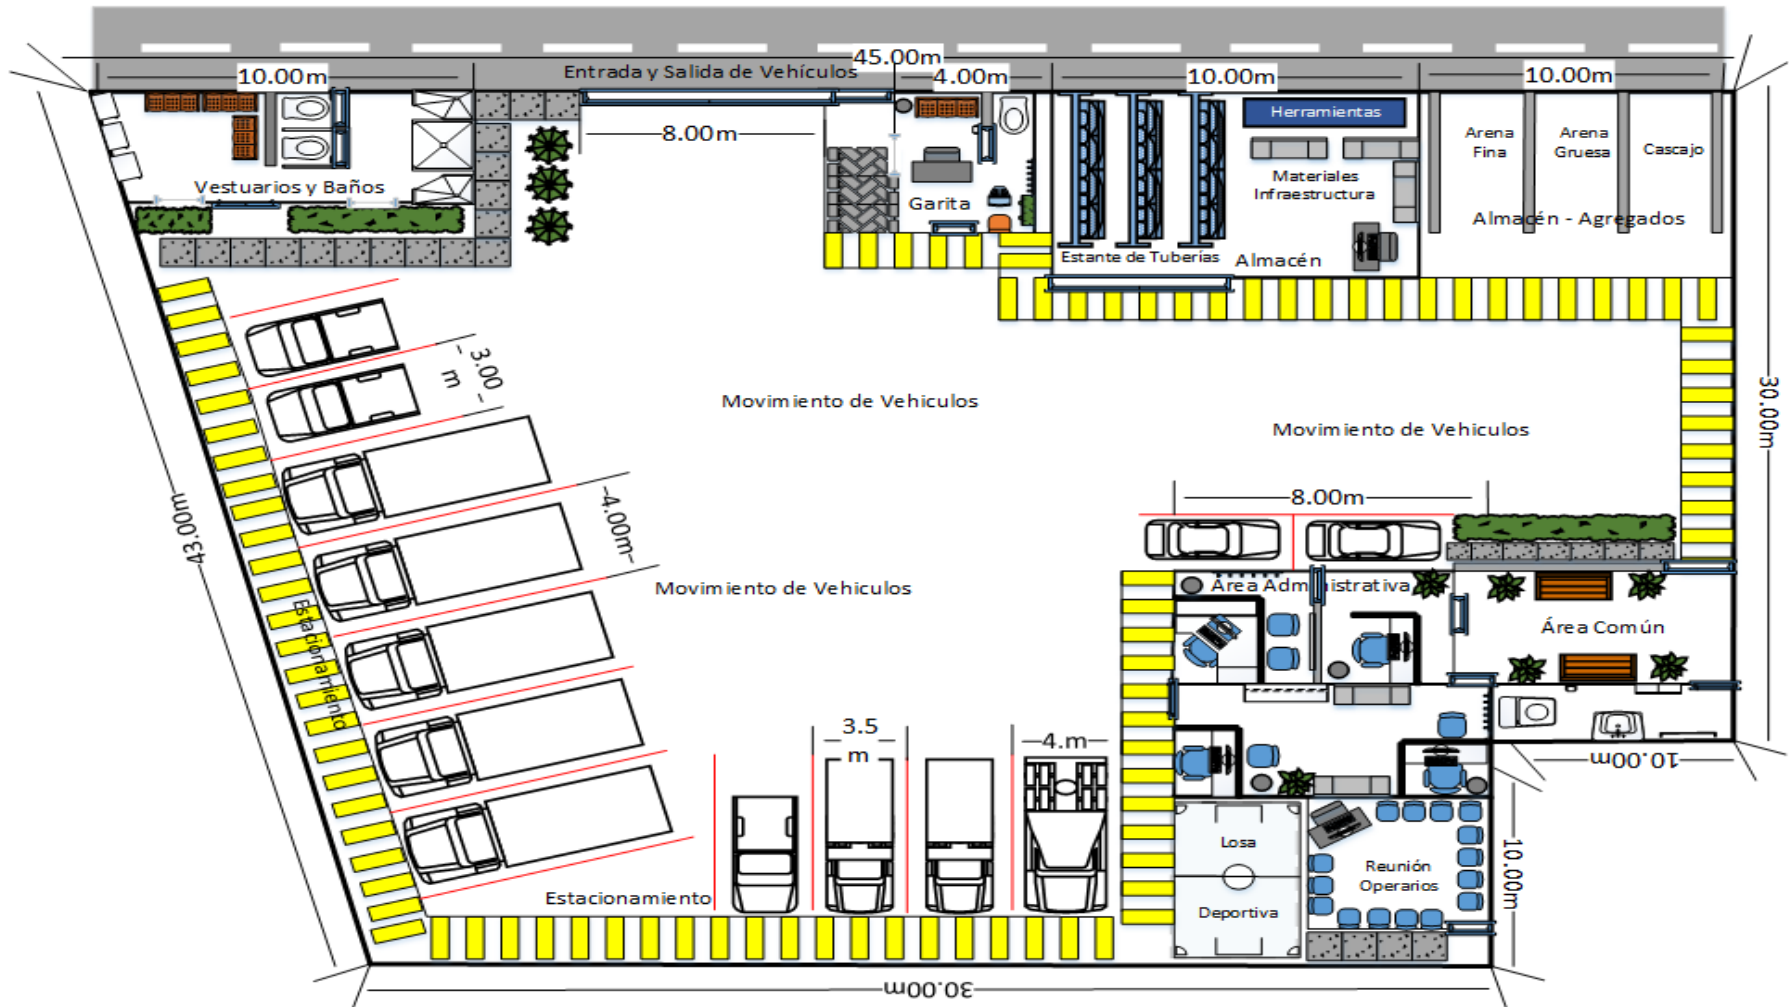 45.00m
10.00m
Entrada y Salida de Vehículos
4.00m
10.00m
10.00m
8.00m
Herramientas
Arena
Fina
Arena
Gruesa
Cascajo
Vestuarios y Baños
Garita
Materiales
Infraestructura
Almacén - Agregados
Estante de Tuberías
Almacén
3.00
m
Movimiento de Vehiculos
Movimiento de Vehiculos
30.00m
4.00m
8.00m
43.00m
Movimiento de Vehiculos
Área Administrativa
Área Común
Estacionamiento
3.5
m
4.m
10.00m
Losa
Deportiva
Reunión
Operarios
10.00m
Estacionamiento
30.00m